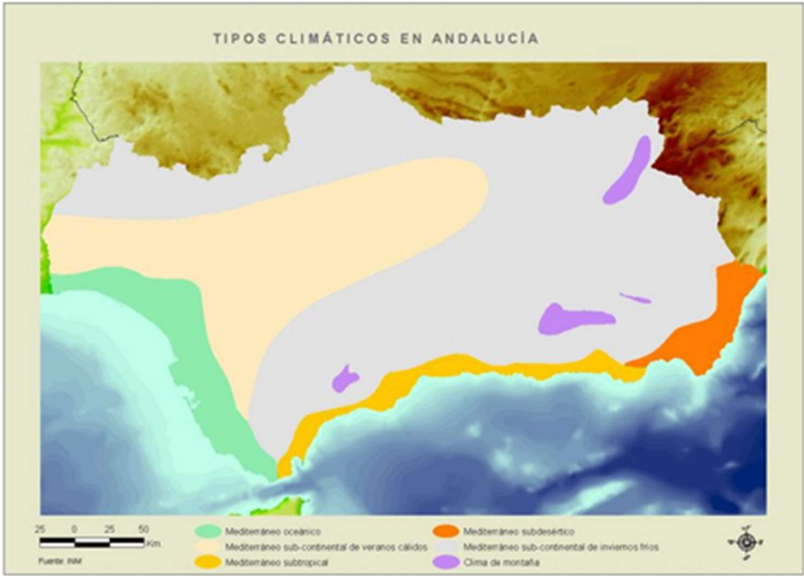 TIPOS CLIMÁTICOS EN ANDALUCÍA
25 0 25 50
Km.
Fuente: INM
Mediterráneo oceánico
Mediterráneo sub-continental de veranos cálidos
Mediterráneo subtropical
Mediterráneo subdesértico
Mediterráneo sub-continental de inviernos fríos
Clima de montaña